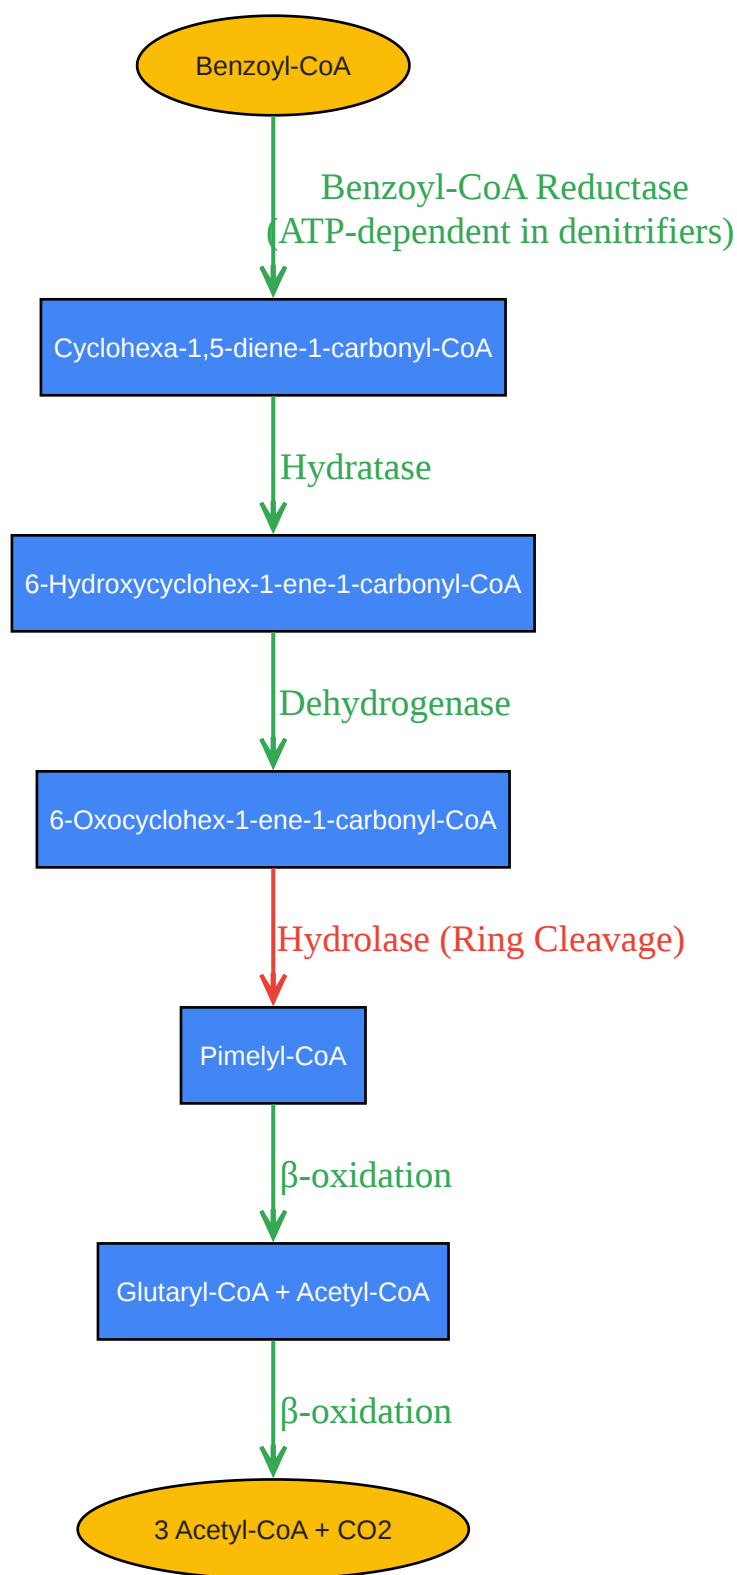 Benzoyl-CoA
Benzoyl-CoA Reductase
(ATP-dependent in denitrifiers)
Cyclohexa-1,5-diene-1-carbonyl-CoA
Hydratase
6-Hydroxycyclohex-1-ene-1-carbonyl-CoA
Dehydrogenase
6-Oxocyclohex-1-ene-1-carbonyl-CoA
Hydrolase (Ring Cleavage)
Pimelyl-CoA
β-oxidation
Glutaryl-CoA + Acetyl-CoA
β-oxidation
3 Acetyl-CoA + CO2